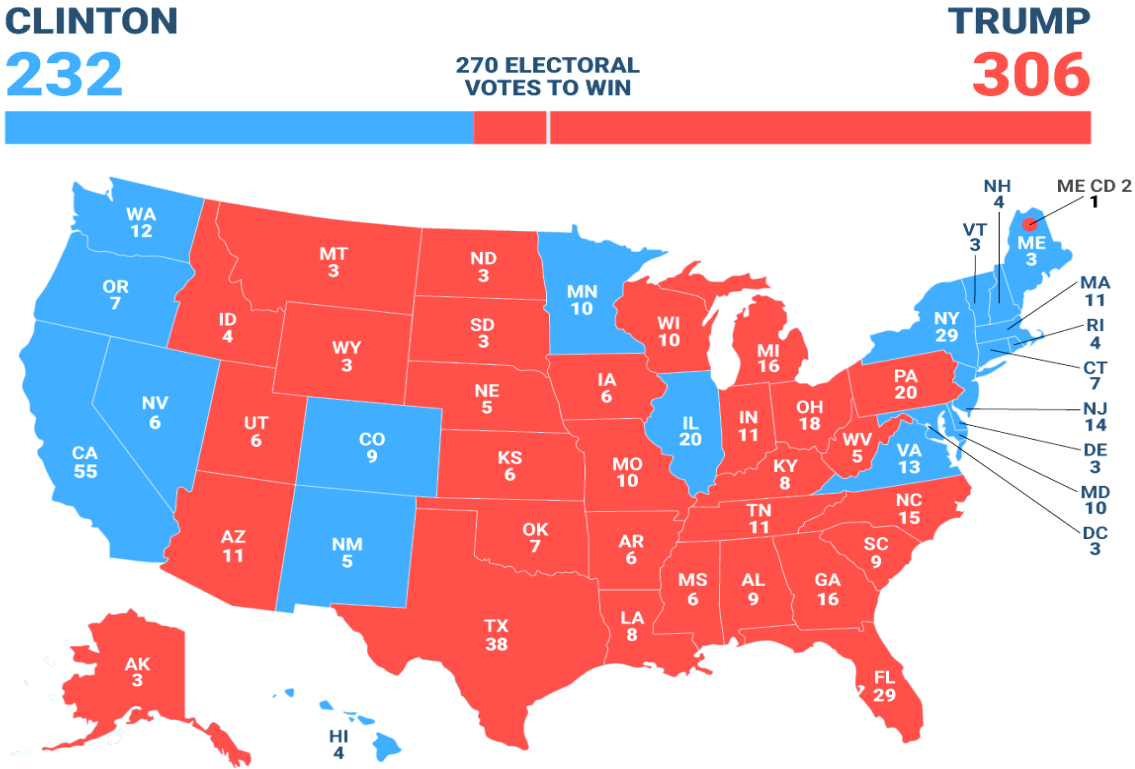 CLINTON
232
270 ELECTORAL
VOTES TO WIN
TRUMP
306
WA
12
OR
7
CA
55
NV
6
ID
4
MT
3
WY
3
UT
6
AZ
11
CO
9
NM
5
ND
3
SD
3
NE
5
KS
6
OK
7
TX
38
MN
10
IA
6
MO
10
AR
6
LA
8
WI
10
IL
20
MI
16
IN
11
OH
18
KY
8
TN
11
MS
6
AL
9
GA
16
FL
29
SC
9
NC
15
VA
13
WV
5
PA
20
NY
29
VT
3
NH
4
ME CD 2
1
ME
3
MA
11
RI
4
CT
7
NJ
14
DE
3
MD
10
DC
3
AK
3
HI
4